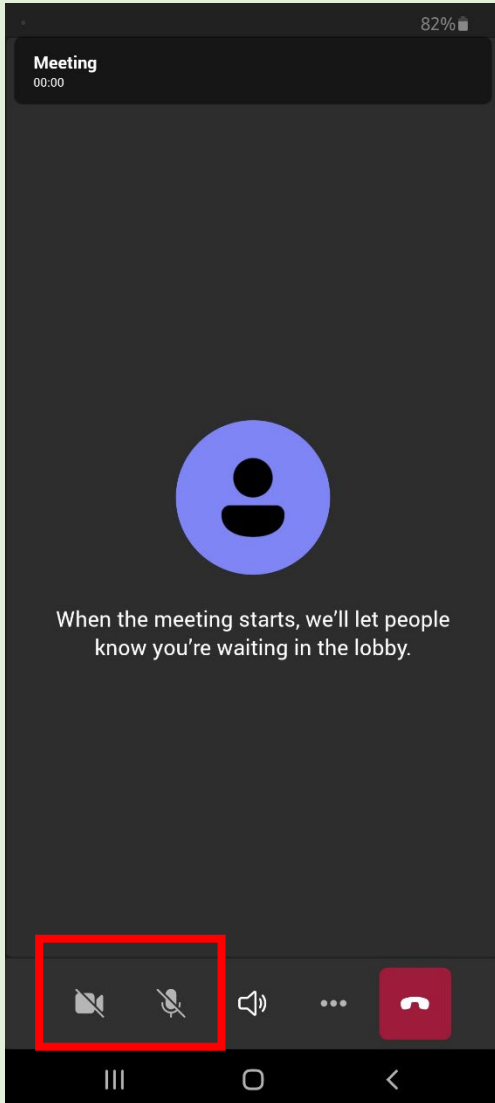 82%
Meeting
00:00
When the meeting starts, we’ll let people
know you’re waiting in the lobby.